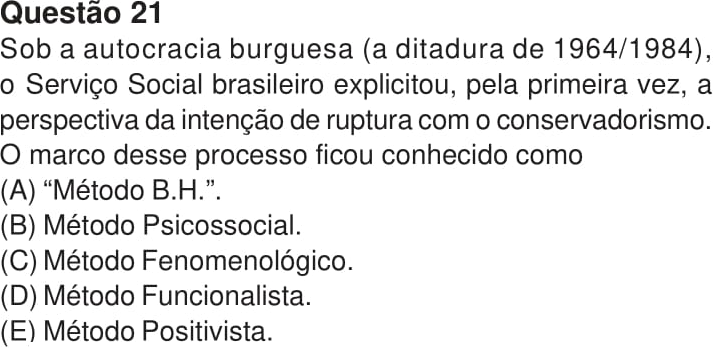 Questão 21
Sob a autocracia burguesa (a ditadura de 1964/1984),
o Serviço Social brasileiro explicitou, pela primeira vez, a
perspectiva da intenção de ruptura com o conservadorismo.
O marco desse processo ficou conhecido como
(A) “Método B.H.”.
(B) Método Psicossocial.
(C) Método Fenomenológico.
(D) Método Funcionalista.
(E) Método Positivista.